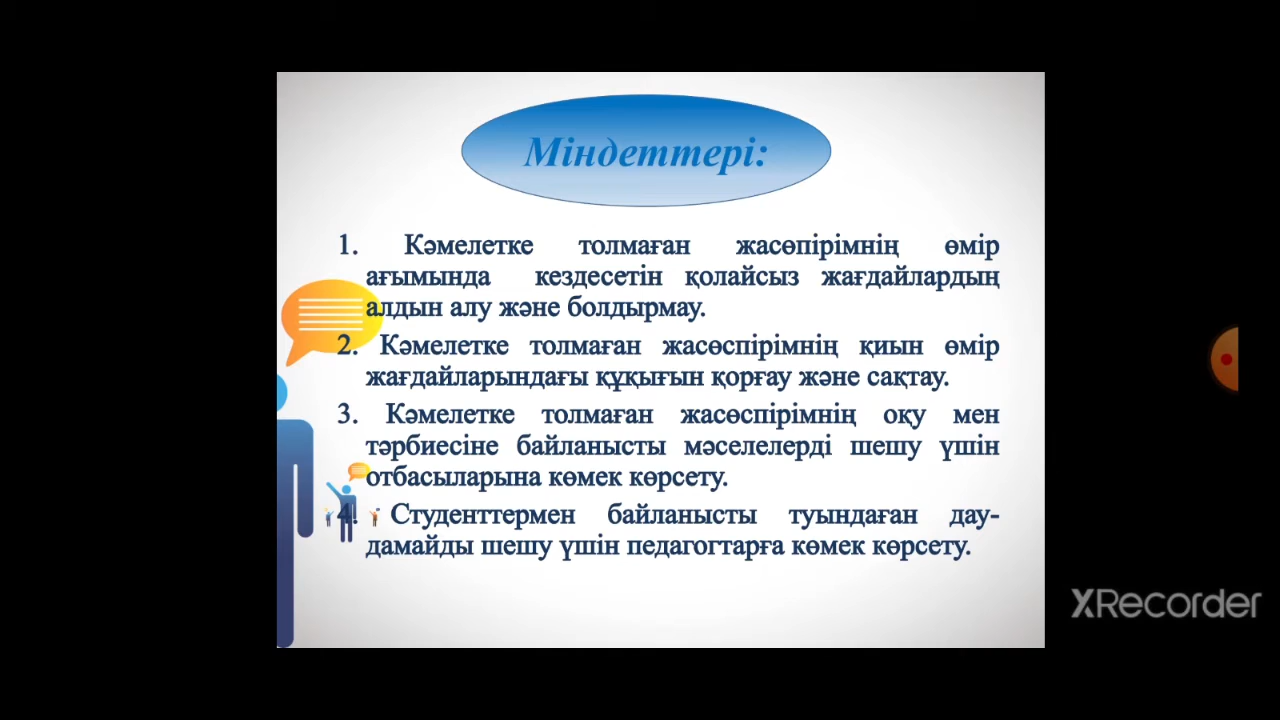 Міндеттері:
1. Кәмелетке толмаған жасөпірімнің өмір
ағымында кездесетін қолайсыз жағдайлардың
алдын алу және болдырмау.
2. Кәмелетке толмаған жасөспірімнің қиын өмір
жағдайларындағы құқығын қорғау және сақтау.
3. Кәмелетке толмаған жасөспірімнің оқу мен
тәрбиесіне байланысты мәселелерді шешу үшін
отбасыларына көмек көрсету.
4. Студенттермен байланысты туындаған дау-
дамайды шешу үшін педагогтарға көмек көрсету.
XRecorder